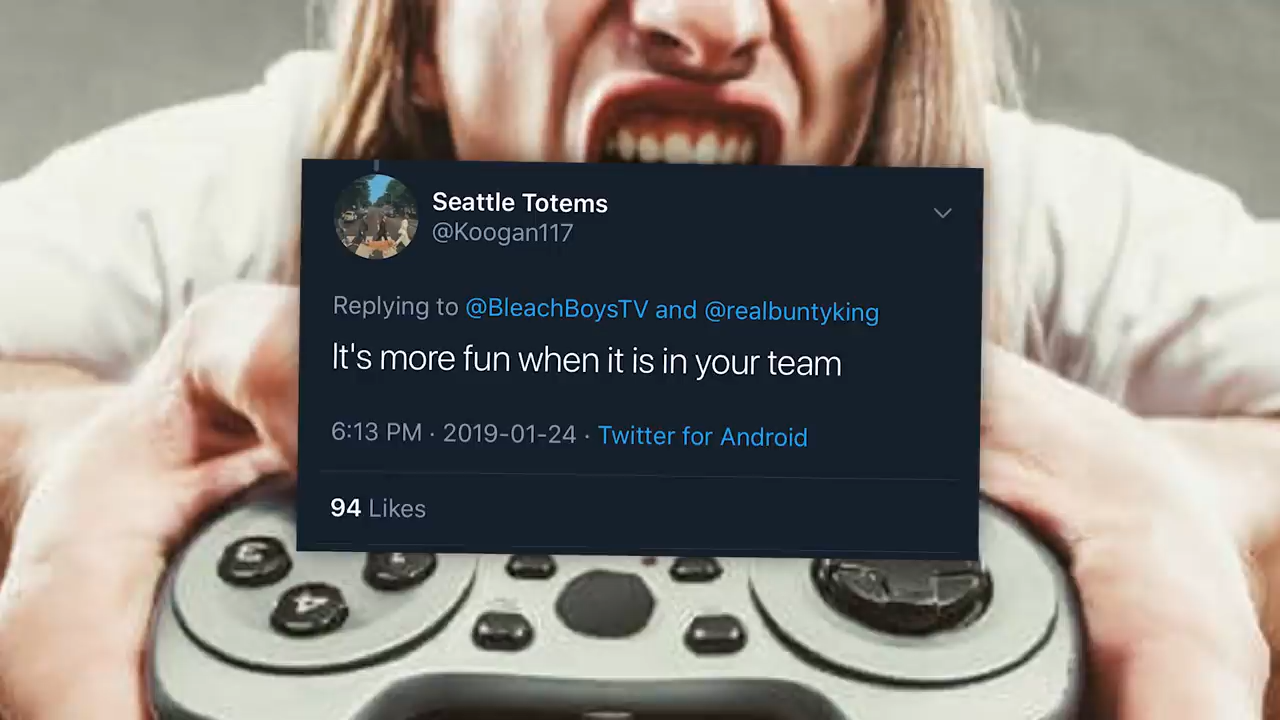 Seattle Totems
@Koogan117
Replying to @BleachBoysTV and @realbuntyking
It's more fun when it is in your team
6:13 PM · 2019-01-24 · Twitter for Android
94 Likes